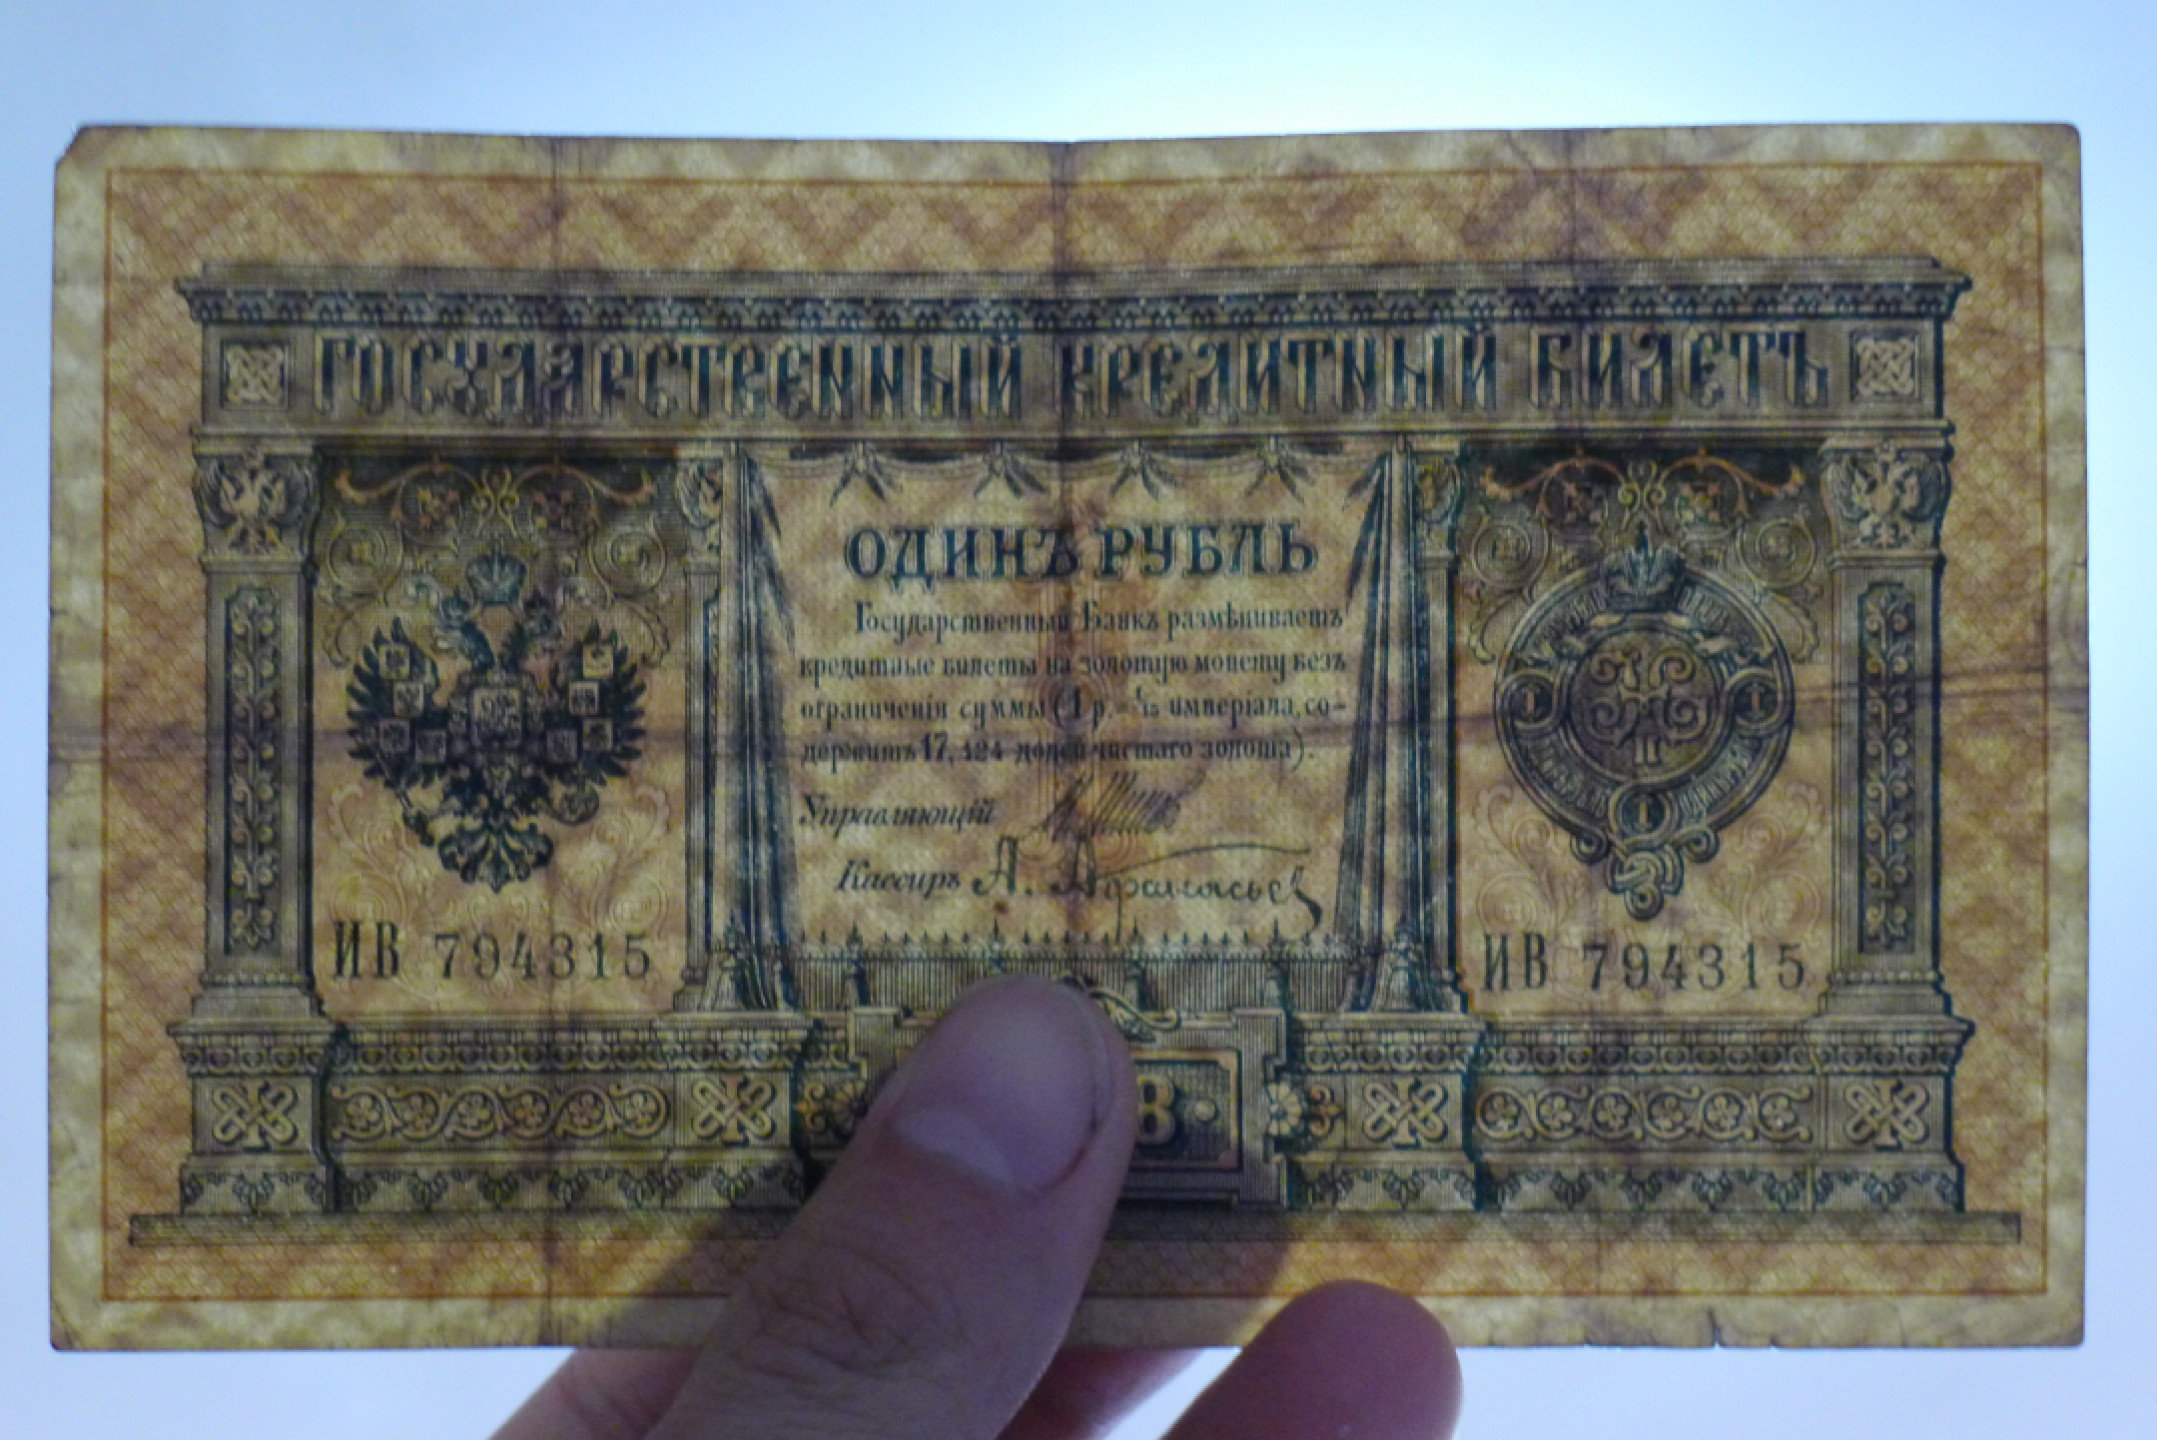 ГОСУДАРСТВЕННЫЙ КРЕДИТНЫЙ БИЛЕТЪ
ОДИНЪ РУБЛЬ
Государственный Банкъ размѣниваетъ
кредитные билеты на золотую монету безъ
ограниченія суммы (1 р. = 1/15 имперіала, со-
держитъ 17, 424 долей чистаго золота).
Управляющій
Кассиръ А. Афанасьев
ИВ 794315
ИВ 794315